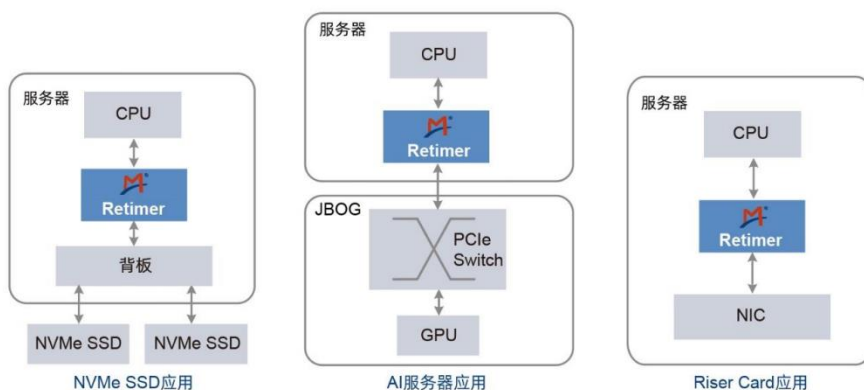 服务器
CPU
Retimer
背板
NVMe SSD
NVMe SSD
NVMe SSD应用
服务器
CPU
Retimer
JBOG
PCIe
Switch
GPU
AI服务器应用
服务器
CPU
Retimer
NIC
Riser Card应用